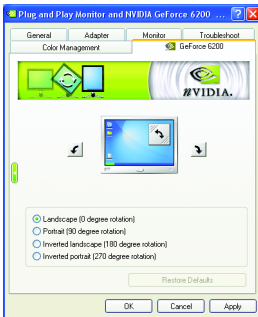 Plug and Play Monitor and NVIDIA GeForce 6200 ...
General Adapter Monitor Troubleshoot
Color Management GeForce 6200
NVIDIA.
Landscape (0 degree rotation)
Portrait (90 degree rotation)
Inverted landscape (180 degree rotation)
Inverted portrait (270 degree rotation)
Restore Defaults
OK Cancel Apply